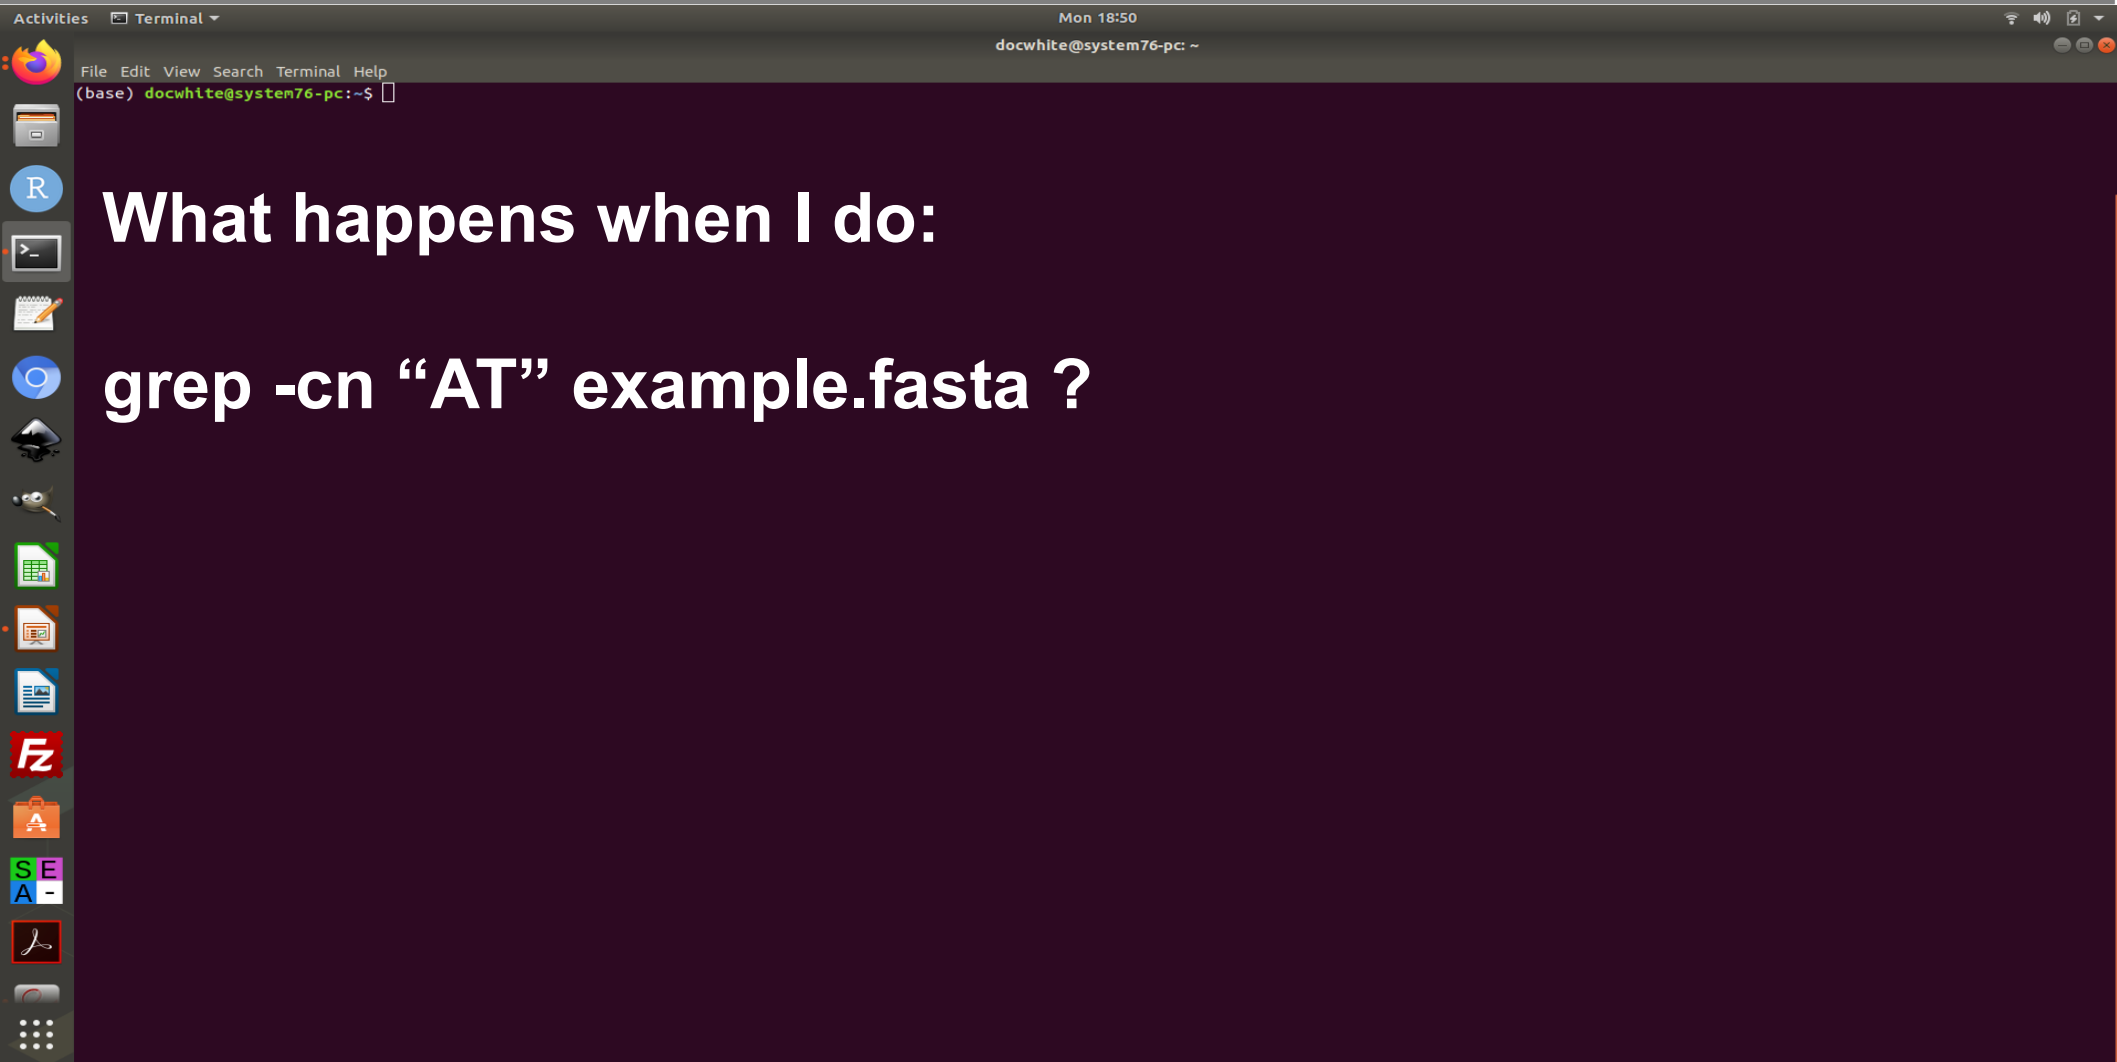 Activities Terminal Mon 18:50
docwhite@system76-pc: ~
File Edit View Search Terminal Help
(base) docwhite@system76-pc:~$
What happens when I do:
grep -cn “AT” example.fasta ?
R
>_
Fz
A
S E
A -